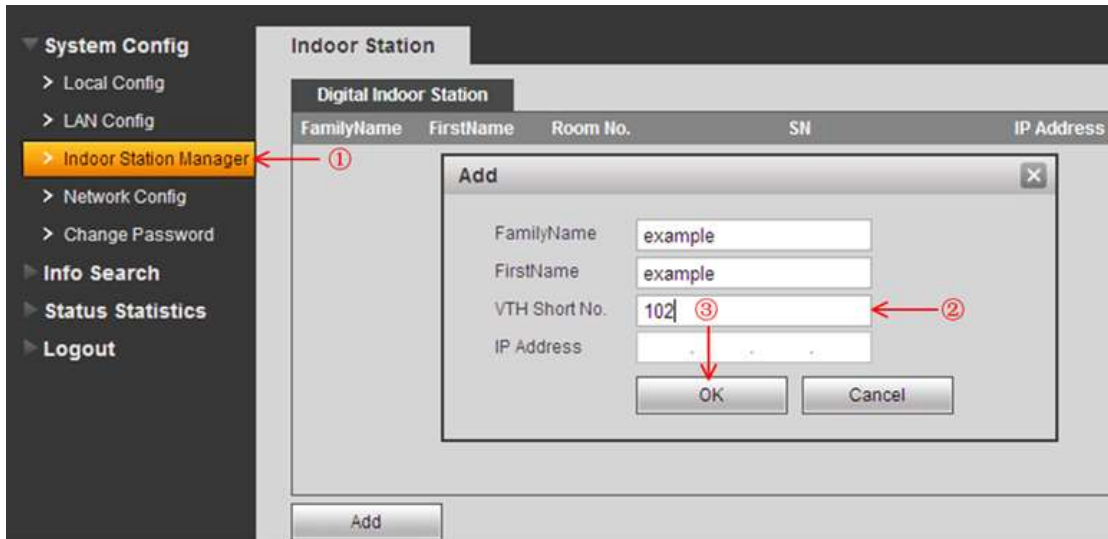 System Config
Local Config
LAN Config
Indoor Station Manager
Network Config
Change Password
Info Search
Status Statistics
Logout
①
Indoor Station
Digital Indoor Station
FamilyName FirstName Room No. SN IP Address
Add
FamilyName example
FirstName example
VTH Short No. 102 ③ ②
IP Address . . .
OK Cancel
Add